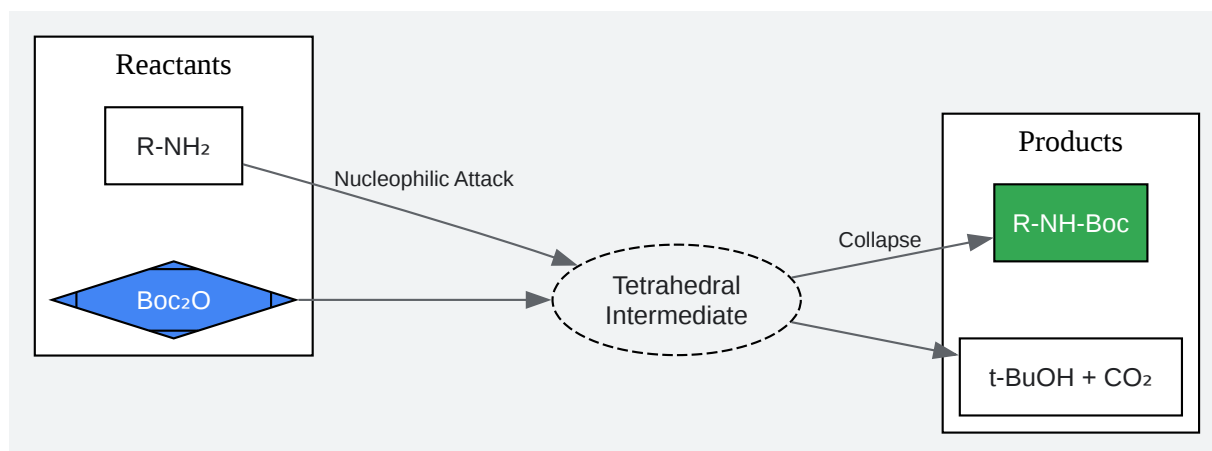 Reactants
R-NH₂
Nucleophilic Attack
Boc₂O
Tetrahedral
Intermediate
Collapse
Products
R-NH-Boc
t-BuOH + CO₂